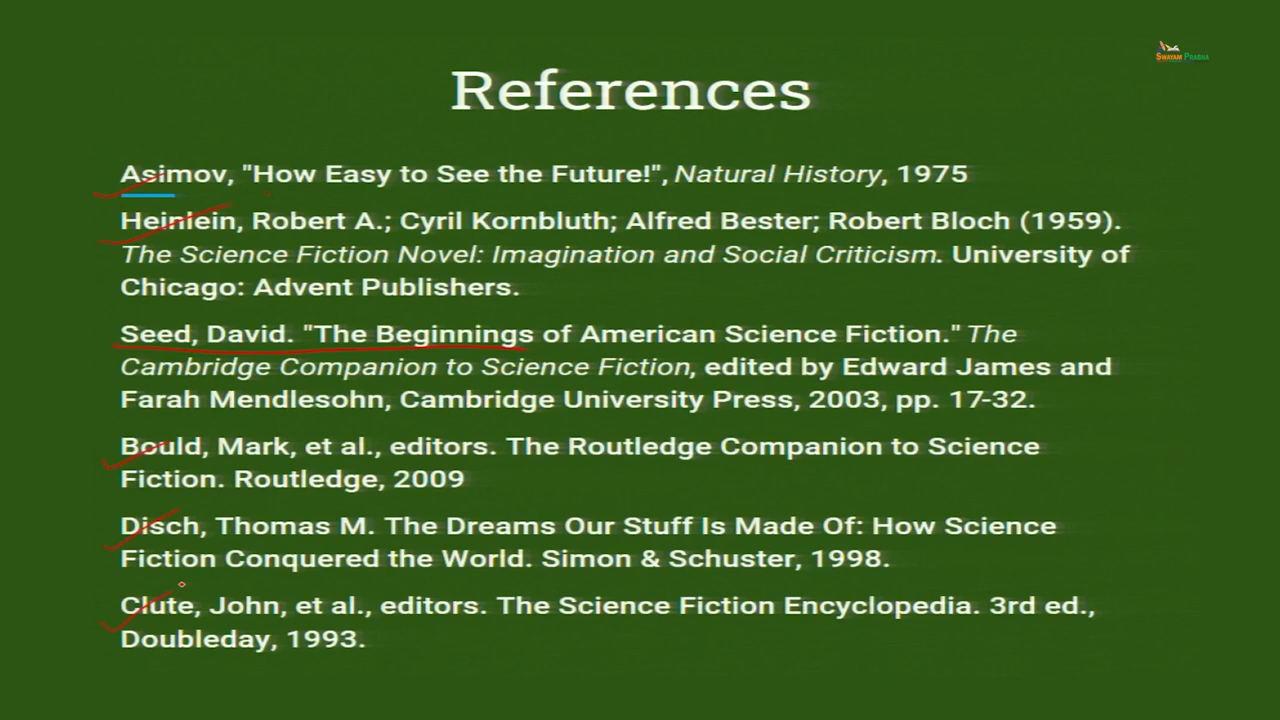 SWAYAM PRABHA
References
Asimov, "How Easy to See the Future!", Natural History, 1975
Heinlein, Robert A.; Cyril Kornbluth; Alfred Bester; Robert Bloch (1959).
The Science Fiction Novel: Imagination and Social Criticism. University of
Chicago: Advent Publishers.
Seed, David. "The Beginnings of American Science Fiction." The
Cambridge Companion to Science Fiction, edited by Edward James and
Farah Mendlesohn, Cambridge University Press, 2003, pp. 17-32.
Bould, Mark, et al., editors. The Routledge Companion to Science
Fiction. Routledge, 2009
Disch, Thomas M. The Dreams Our Stuff Is Made Of: How Science
Fiction Conquered the World. Simon & Schuster, 1998.
Clute, John, et al., editors. The Science Fiction Encyclopedia. 3rd ed.,
Doubleday, 1993.